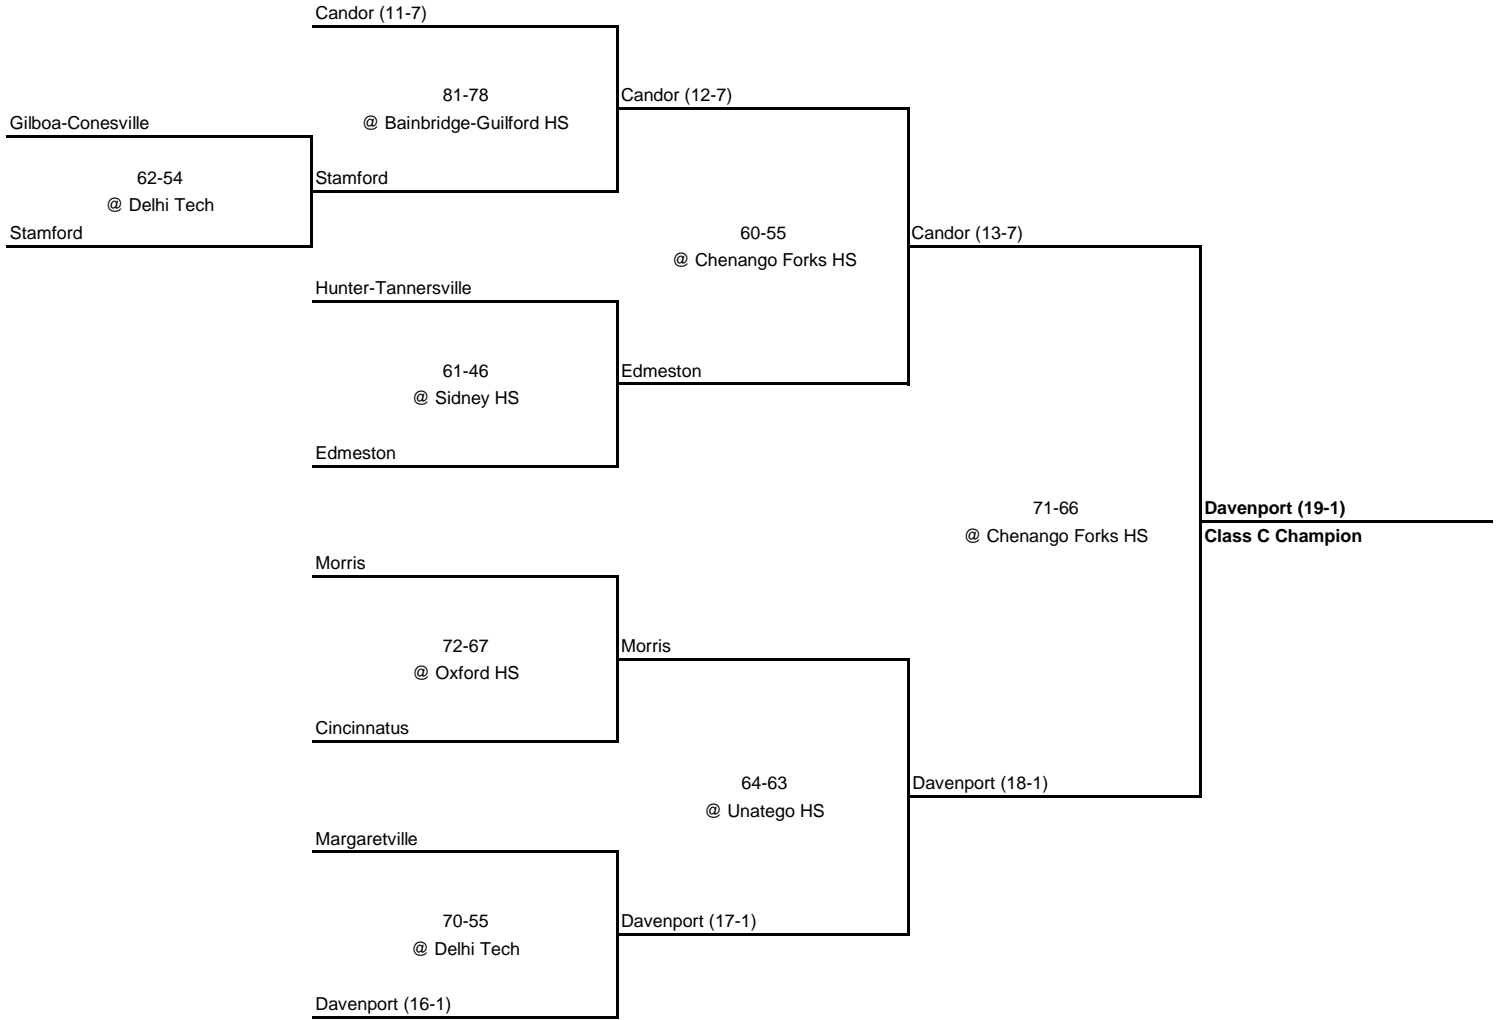 Candor (11-7)
81-78
@ Bainbridge-Guilford HS
Candor (12-7)
Gilboa-Conesville
62-54
@ Delhi Tech
Stamford
Stamford
60-55
@ Chenango Forks HS
Candor (13-7)
Hunter-Tannersville
61-46
@ Sidney HS
Edmeston
Edmeston
71-66
@ Chenango Forks HS
Davenport (19-1)
Class C Champion
Morris
72-67
@ Oxford HS
Morris
Cincinnatus
64-63
@ Unatego HS
Davenport (18-1)
Margaretville
70-55
@ Delhi Tech
Davenport (17-1)
Davenport (16-1)